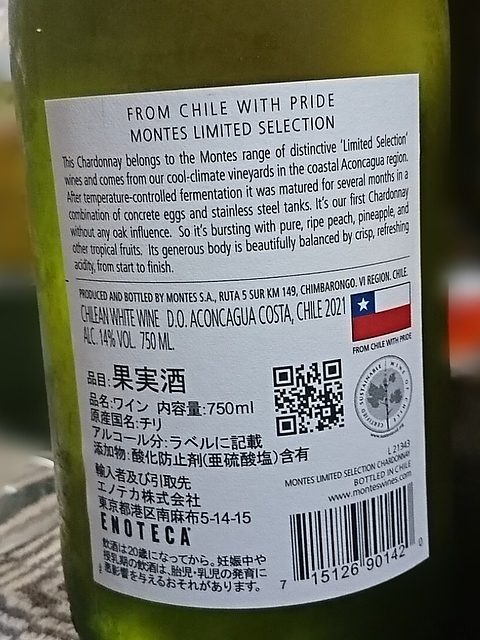 FROM CHILE WITH PRIDE
MONTES LIMITED SELECTION
This Chardonnay belongs to the Montes range of distinctive 'Limited Selection'
wines and comes from our cool-climate vineyards in the coastal Aconcagua region.
After temperature-controlled fermentation it was matured for several months in a
combination of concrete eggs and stainless steel tanks. It's our first Chardonnay
without any oak influence. So it's bursting with pure, ripe peach, pineapple, and
other tropical fruits. Its generous body is beautifully balanced by crisp, refreshing
acidity, from start to finish.
PRODUCED AND BOTTLED BY MONTES S.A., RUTA 5 SUR KM 149, CHIMBARONGO. VI REGION. CHILE.
CHILEAN WHITE WINE D.O. ACONCAGUA COSTA, CHILE 2021
ALC. 14% VOL. 750 ML.
FROM CHILE WITH PRIDE
品目:果実酒
品名:ワイン 内容量:750ml
原産国名:チリ
アルコール分:ラベルに記載
添加物:酸化防止剤(亜硫酸塩)含有
輸入者及び引取先
エノテカ株式会社
東京都港区南麻布5-14-15
ENOTECA
飲酒は20歳になってから。妊娠中や
授乳期の飲酒は、胎児・乳児の発育に
悪影響を与えるおそれがあります。
WINE OF CHILE
CERTIFIED SUSTAINABLE
L 21343
MONTES LIMITED SELECTION CHARDONNAY
BOTTLED IN CHILE
www.monteswines.com
7 15126 90142 0